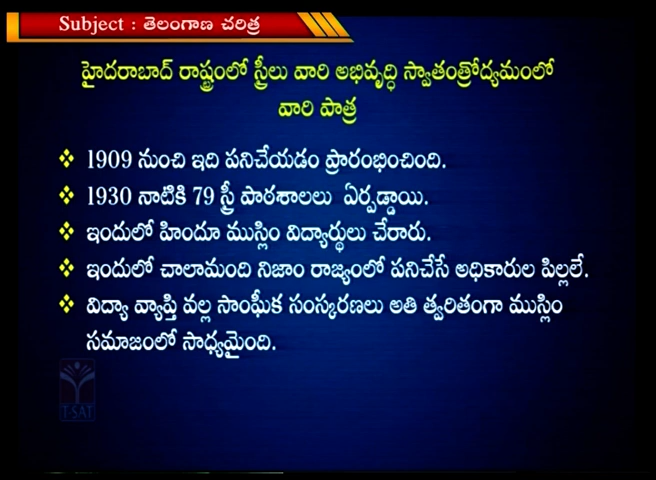 Subject : తెలంగాణ చరిత్ర
హైదరాబాద్ రాష్ట్రంలో స్త్రీలు వారి అభివృద్ధి స్వాతంత్రోద్యమంలో
వారి పాత్ర
❖ 1909 నుంచి ఇది పనిచేయడం ప్రారంభించింది.
❖ 1930 నాటికి 79 స్త్రీ పాఠశాలలు ఏర్పడ్డాయి.
❖ ఇందులో హిందూ ముస్లిం విద్యార్థులు చేరారు.
❖ ఇందులో చాలామంది నిజాం రాజ్యంలో పనిచేసే అధికారుల పిల్లలే.
❖ విద్యా వ్యాప్తి వల్ల సాంఘీక సంస్కరణలు అతి త్వరితంగా ముస్లిం
సమాజంలో సాధ్యమైంది.
T-SAT